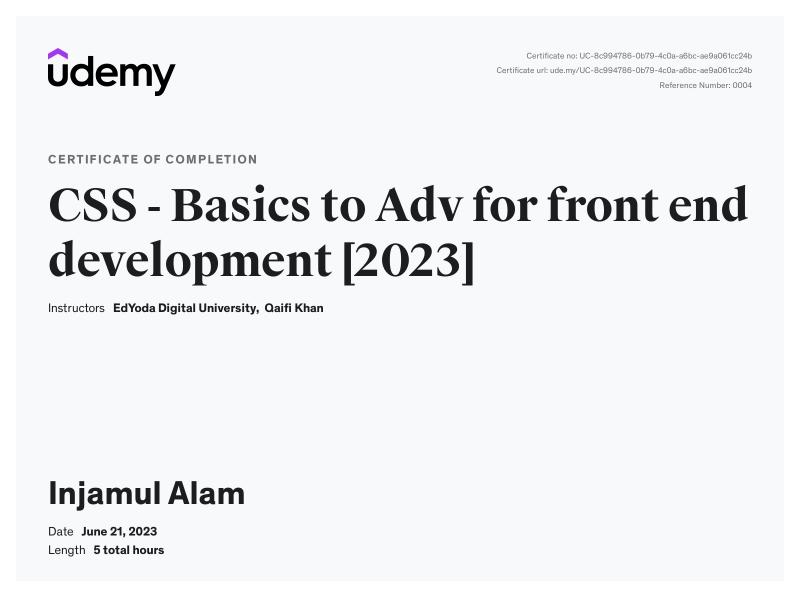 udemy
Certificate no: UC-8c994786-0b79-4c0a-a6bc-ae9a061cc24b
Certificate url: ude.my/UC-8c994786-0b79-4c0a-a6bc-ae9a061cc24b
Reference Number: 0004
CERTIFICATE OF COMPLETION
CSS - Basics to Adv for front end
development [2023]
Instructors EdYoda Digital University, Qaifi Khan
Injamul Alam
Date June 21, 2023
Length 5 total hours